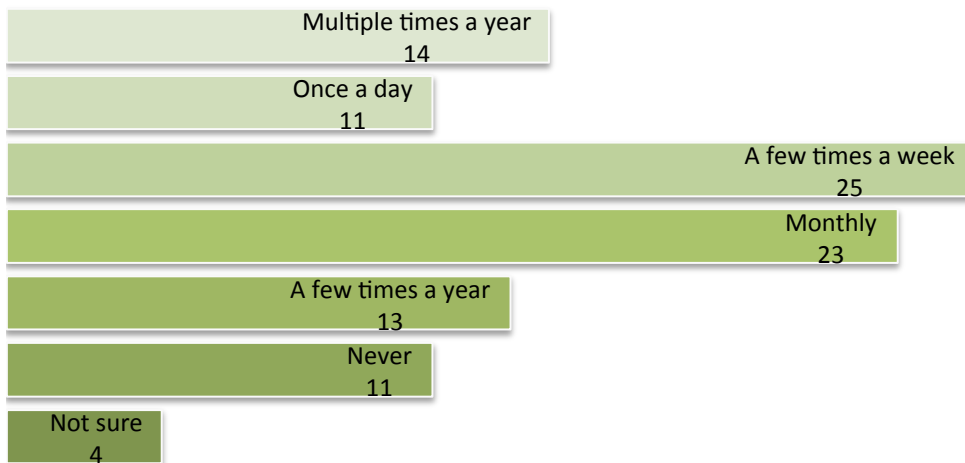 Multiple times a year
14
Once a day
11
A few times a week
25
Monthly
23
A few times a year
13
Never
11
Not sure
4